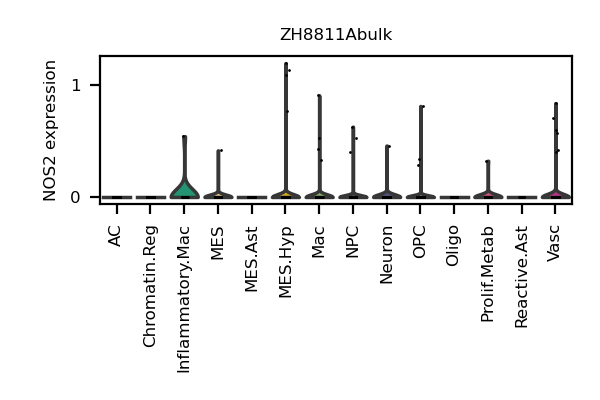 ZH8811Abulk
NOS2 expression
1
0
AC
Chromatin.Reg
Inflammatory.Mac
MES
MES.Ast
MES.Hyp
Mac
NPC
Neuron
OPC
Oligo
Prolif.Metab
Reactive.Ast
Vasc